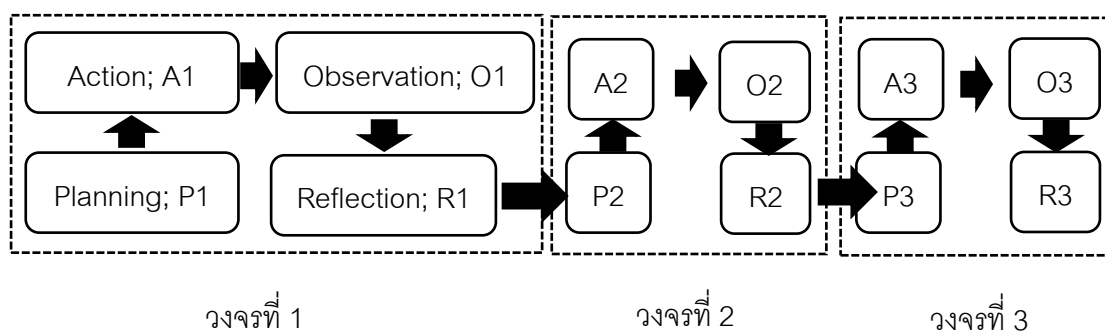 Action; A1
Observation; O1
A2
O2
A3
O3
Planning; P1
Reflection; R1
P2
R2
P3
R3
วงจรที่ 1
วงจรที่ 2
วงจรที่ 3